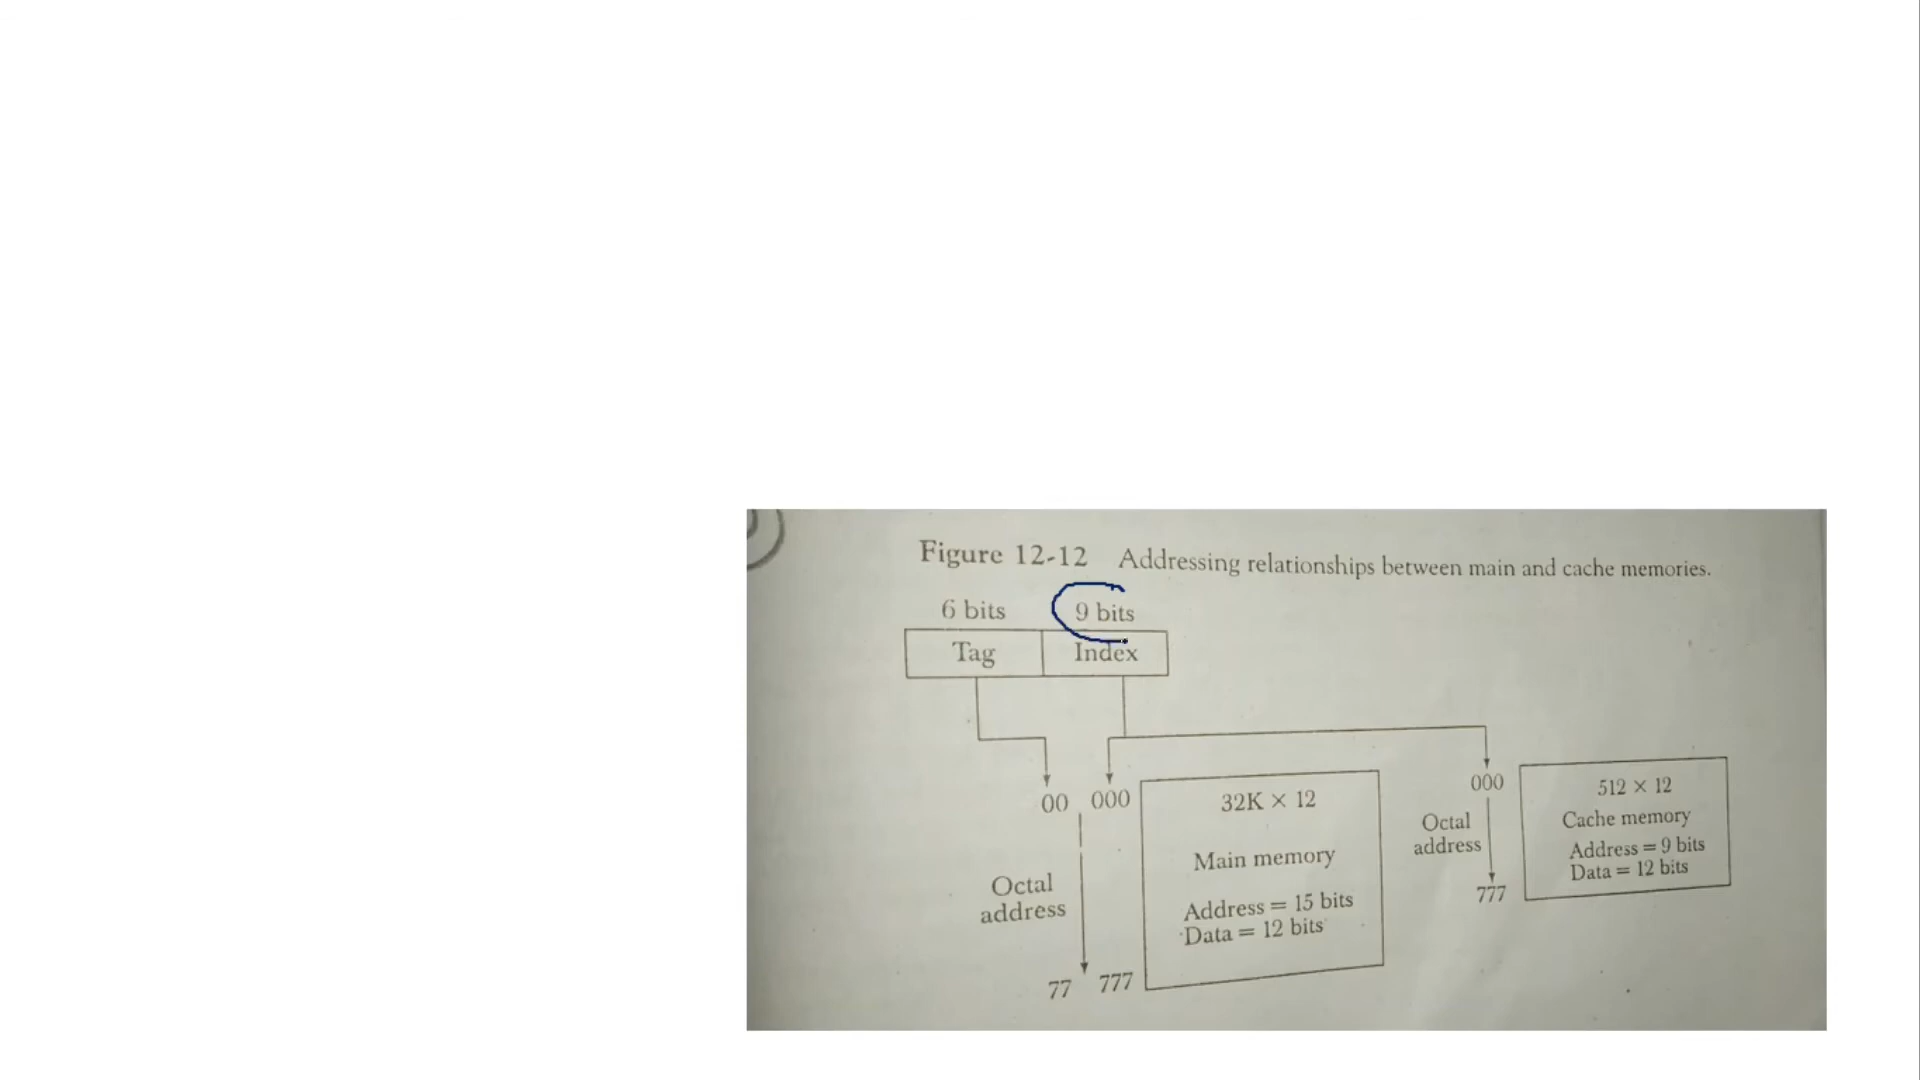 Figure 12-12 Addressing relationships between main and cache memories.
6 bits 9 bits
Tag Index
00 000
Octal
address
77 777
32K × 12
Main memory
Address = 15 bits
Data = 12 bits
000
Octal
address
777
512 × 12
Cache memory
Address = 9 bits
Data = 12 bits